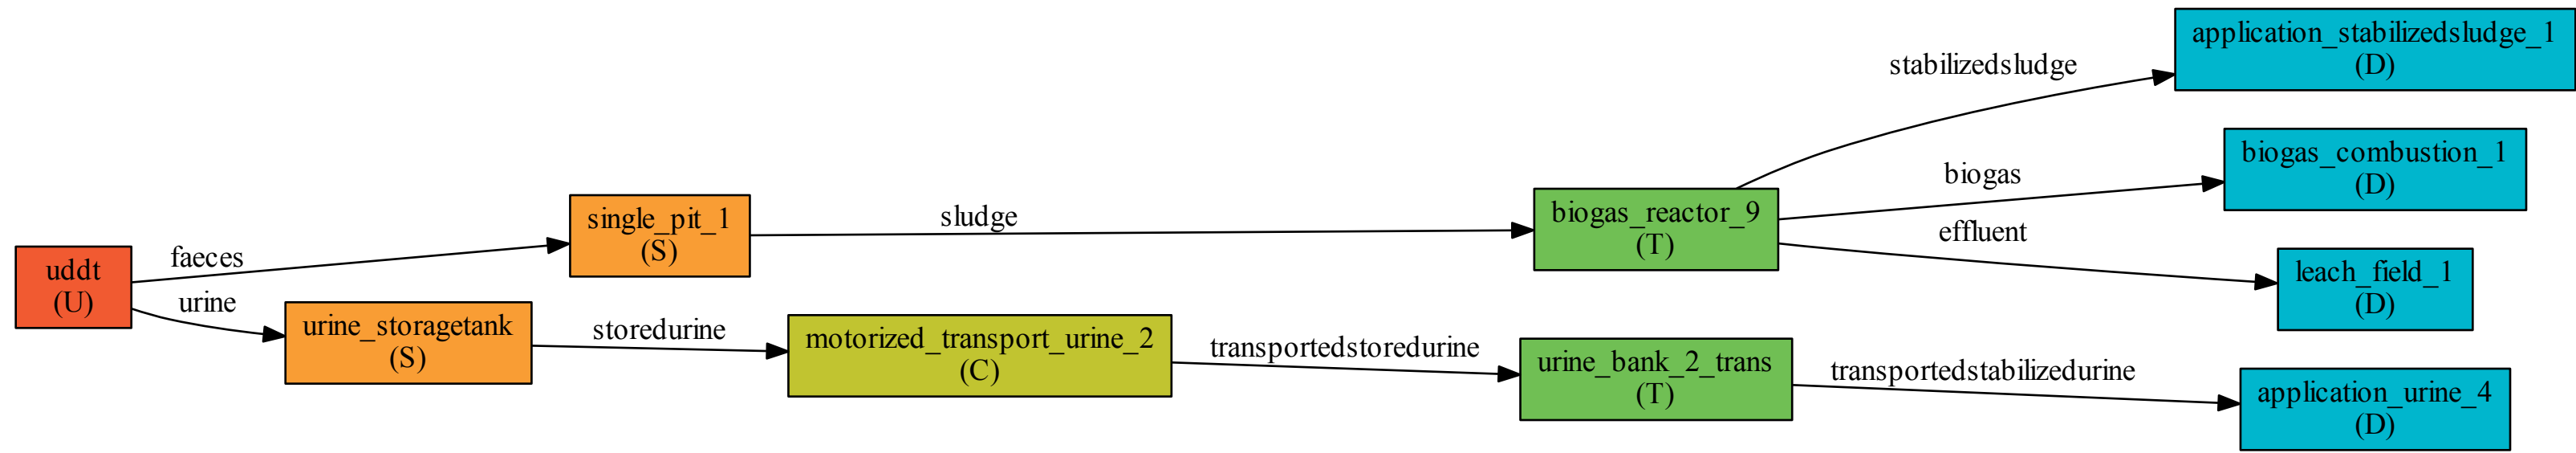 uddt
(U)
faeces
urine
single_pit_1
(S)
urine_storagetank
(S)
sludge
storedurine
motorized_transport_urine_2
(C)
transportedstoredurine
biogas_reactor_9
(T)
urine_bank_2_trans
(T)
stabilizedsludge
biogas
effluent
transportedstabilizedurine
application_stabilizedsludge_1
(D)
biogas_combustion_1
(D)
leach_field_1
(D)
application_urine_4
(D)